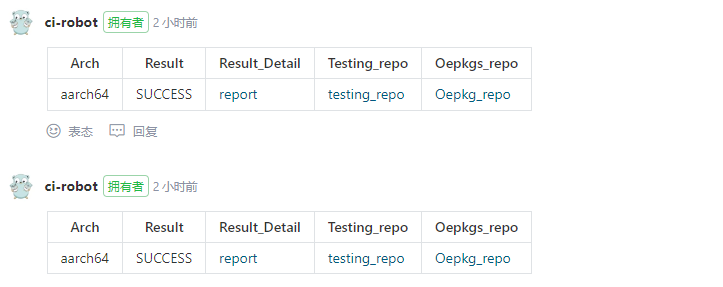 ci-robot 拥有者 2 小时前
Arch Result Result_Detail Testing_repo Oepkgs_repo
aarch64 SUCCESS report testing_repo Oepkg_repo
表态 回复
ci-robot 拥有者 2 小时前
Arch Result Result_Detail Testing_repo Oepkgs_repo
aarch64 SUCCESS report testing_repo Oepkg_repo